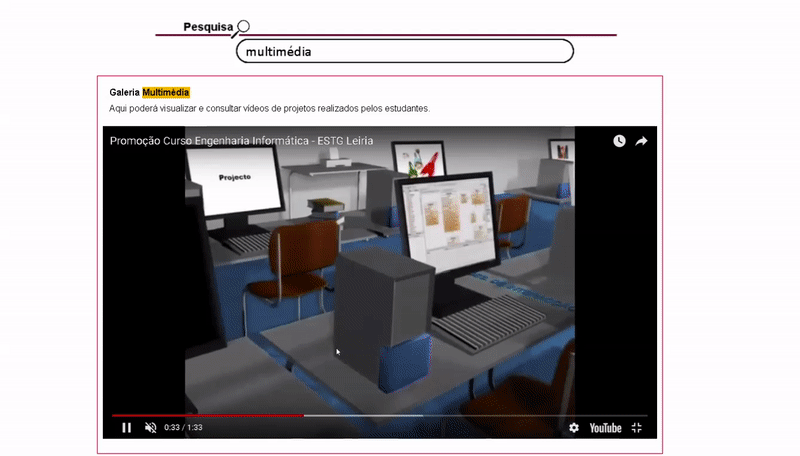 Pesquisa
multimédia
Galeria Multimédia
Aqui poderá visualizar e consultar vídeos de projetos realizados pelos estudantes.
Promoção Curso Engenharia Informática - ESTG Leiria
Projecto
0:33 / 1:33
YouTube